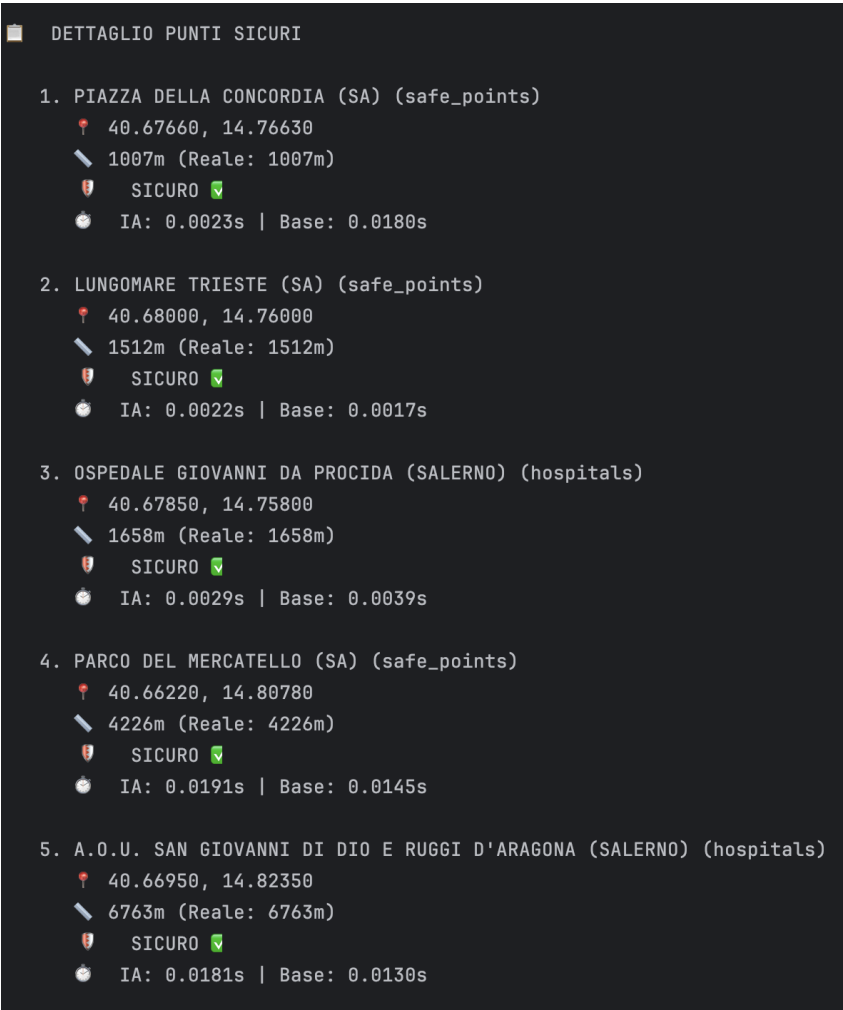 📋 DETTAGLIO PUNTI SICURI
1. PIAZZA DELLA CONCORDIA (SA) (safe_points)
📍 40.67660, 14.76630
📏 1007m (Reale: 1007m)
🛡️ SICURO ✅
⏱️ IA: 0.0023s | Base: 0.0180s
2. LUNGOMARE TRIESTE (SA) (safe_points)
📍 40.68000, 14.76000
📏 1512m (Reale: 1512m)
🛡️ SICURO ✅
⏱️ IA: 0.0022s | Base: 0.0017s
3. OSPEDALE GIOVANNI DA PROCIDA (SALERNO) (hospitals)
📍 40.67850, 14.75800
📏 1658m (Reale: 1658m)
🛡️ SICURO ✅
⏱️ IA: 0.0029s | Base: 0.0039s
4. PARCO DEL MERCATELLO (SA) (safe_points)
📍 40.66220, 14.80780
📏 4226m (Reale: 4226m)
🛡️ SICURO ✅
⏱️ IA: 0.0191s | Base: 0.0145s
5. A.O.U. SAN GIOVANNI DI DIO E RUGGI D'ARAGONA (SALERNO) (hospitals)
📍 40.66950, 14.82350
📏 6763m (Reale: 6763m)
🛡️ SICURO ✅
⏱️ IA: 0.0181s | Base: 0.0130s